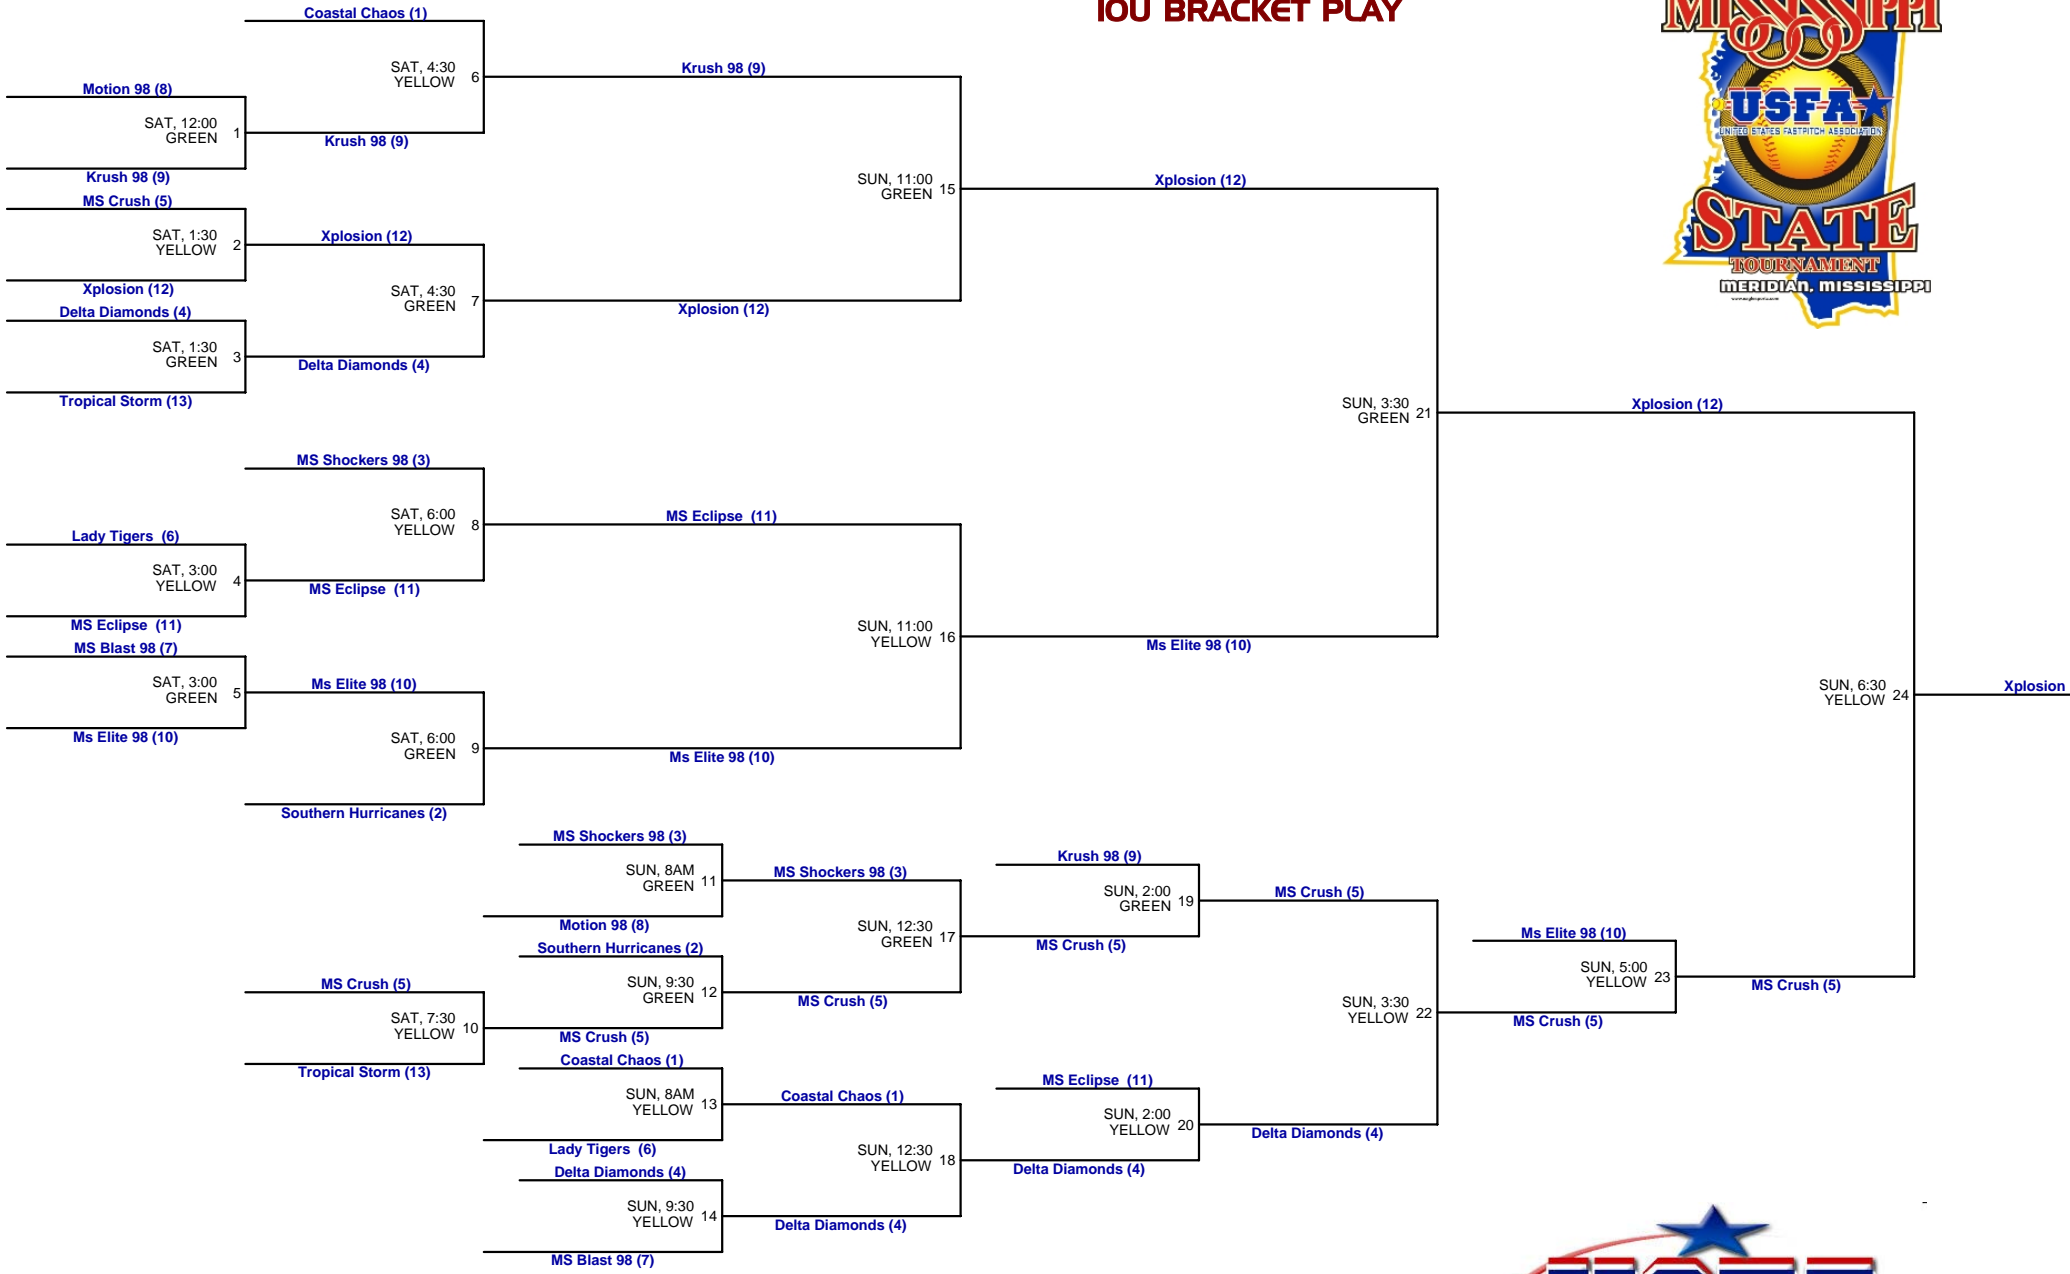 10U BRACKET PLAY
MISSISSIPPI
USFA
UNITED STATES FASTPITCH ASSOCIATION
STATE
TOURNAMENT
MERIDIAN, MISSISSIPPI
Coastal Chaos (1)
SAT, 4:30
YELLOW 6
Krush 98 (9)
Motion 98 (8)
SAT, 12:00
GREEN 1
Krush 98 (9)
Krush 98 (9)
MS Crush (5)
SAT, 1:30
YELLOW 2
Xplosion (12)
Xplosion (12)
SAT, 4:30
GREEN 7
Xplosion (12)
Delta Diamonds (4)
SAT, 1:30
GREEN 3
Delta Diamonds (4)
Tropical Storm (13)
SUN, 11:00
GREEN 15
Xplosion (12)
MS Shockers 98 (3)
SAT, 6:00
YELLOW 8
MS Eclipse (11)
Lady Tigers (6)
SAT, 3:00
YELLOW 4
MS Eclipse (11)
MS Eclipse (11)
MS Blast 98 (7)
SAT, 3:00
GREEN 5
Ms Elite 98 (10)
Ms Elite 98 (10)
SAT, 6:00
GREEN 9
Ms Elite 98 (10)
Southern Hurricanes (2)
SUN, 11:00
YELLOW 16
Ms Elite 98 (10)
SUN, 3:30
GREEN 21
Xplosion (12)
SUN, 6:30
YELLOW 24
Xplosion
MS Shockers 98 (3)
SUN, 8AM
GREEN 11
Motion 98 (8)
MS Shockers 98 (3)
SUN, 12:30
GREEN 17
Southern Hurricanes (2)
SUN, 9:30
GREEN 12
MS Crush (5)
MS Crush (5)
MS Crush (5)
SAT, 7:30
YELLOW 10
Tropical Storm (13)
Coastal Chaos (1)
SUN, 8AM
YELLOW 13
Lady Tigers (6)
Coastal Chaos (1)
SUN, 12:30
YELLOW 18
Delta Diamonds (4)
SUN, 9:30
YELLOW 14
MS Blast 98 (7)
Delta Diamonds (4)
Krush 98 (9)
SUN, 2:00
GREEN 19
MS Crush (5)
MS Crush (5)
SUN, 3:30
YELLOW 22
MS Eclipse (11)
SUN, 2:00
YELLOW 20
Delta Diamonds (4)
Delta Diamonds (4)
Ms Elite 98 (10)
SUN, 5:00
YELLOW 23
MS Crush (5)
MS Crush (5)
-